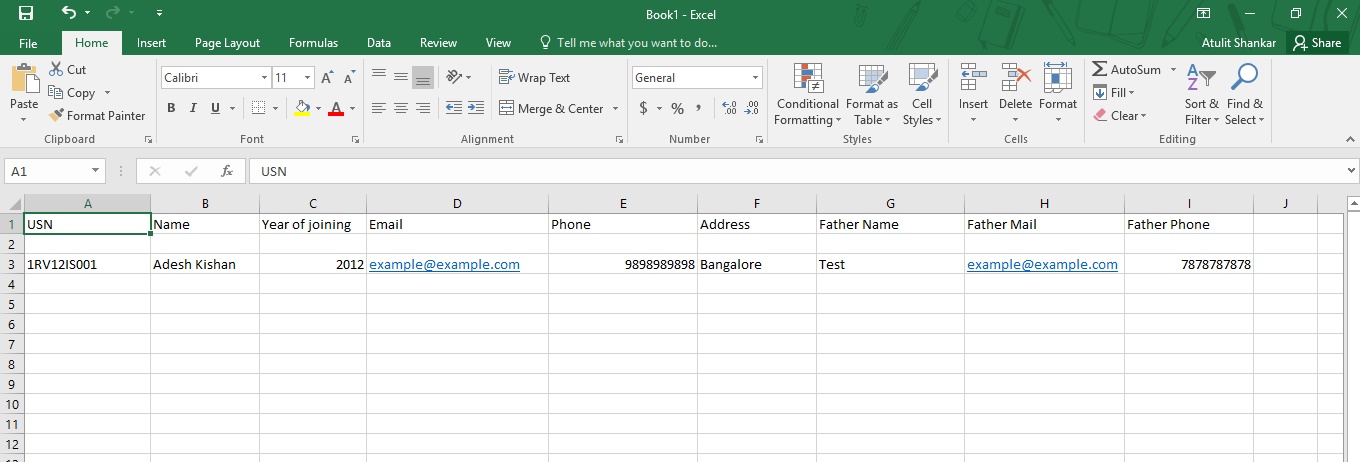 Book1 - Excel
File Home Insert Page Layout Formulas Data Review View Tell me what you want to do... Atulit Shankar Share
Cut
Copy
Format Painter
Paste
Clipboard
Calibri 11 A A
B I U A
Font
Wrap Text
Merge & Center
Alignment
General
$ % , .00 .0
Number
Conditional Formatting
Format as Table
Cell Styles
Styles
Insert Delete Format
Cells
AutoSum
Fill
Clear
Sort & Filter
Find & Select
Editing
A1 fx USN
A B C D E F G H I J
1 USN Name Year of joining Email Phone Address Father Name Father Mail Father Phone
2
3 1RV12IS001 Adesh Kishan 2012 example@example.com 9898989898 Bangalore Test example@example.com 7878787878
4
5
6
7
8
9
10
11
12